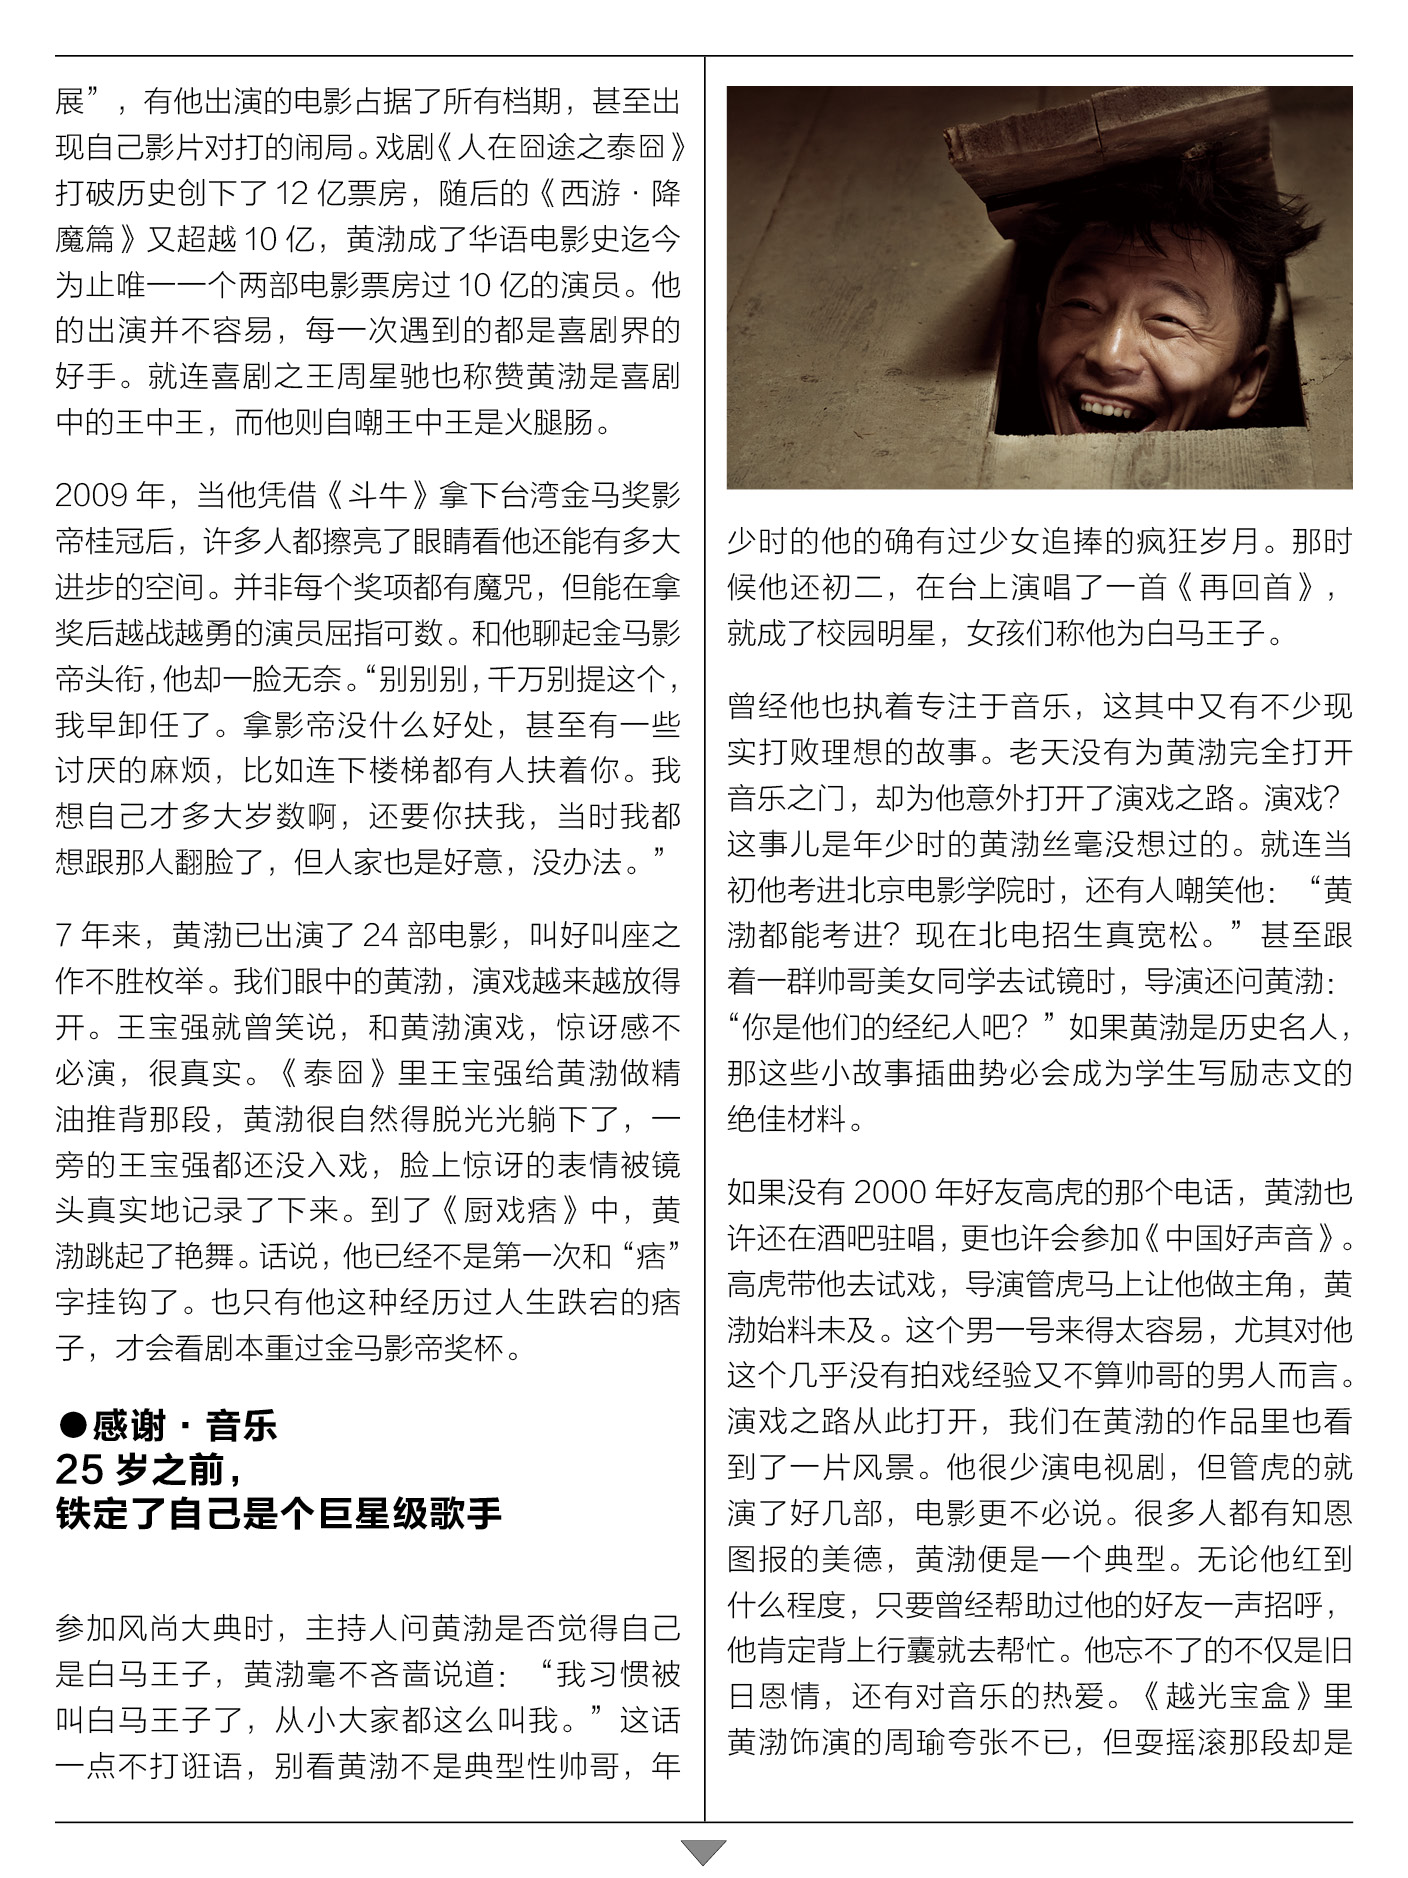 展”，有他出演的电影占据了所有档期，甚至出
现自己影片对打的闹局。戏剧《人在囧途之泰囧》
打破历史创下了 12 亿票房，随后的《西游·降
魔篇》又超越 10 亿，黄渤成了华语电影史迄今
为止唯一一个两部电影票房过 10 亿的演员。他
的出演并不容易，每一次遇到的都是喜剧界的
好手。就连喜剧之王周星驰也称赞黄渤是喜剧
中的王中王，而他则自嘲王中王是火腿肠。
2009 年，当他凭借《斗牛》拿下台湾金马奖影
帝桂冠后，许多人都擦亮了眼睛看他还能有多大
进步的空间。并非每个奖项都有魔咒，但能在拿
奖后越战越勇的演员屈指可数。和他聊起金马影
帝头衔，他却一脸无奈。“别别别，千万别提这个，
我早卸任了。拿影帝没什么好处，甚至有一些
讨厌的麻烦，比如连下楼梯都有人扶着你。我
想自己才多大岁数啊，还要你扶我，当时我都
想跟那人翻脸了，但人家也是好意，没办法。”
7 年来，黄渤已出演了 24 部电影，叫好叫座之
作不胜枚举。我们眼中的黄渤，演戏越来越放得
开。王宝强就曾笑说，和黄渤演戏，惊讶感不
必演，很真实。《泰囧》里王宝强给黄渤做精
油推背那段，黄渤很自然得脱光光躺下了，一
旁的王宝强都还没入戏，脸上惊讶的表情被镜
头真实地记录了下来。到了《厨戏痞》中，黄
渤跳起了艳舞。话说，他已经不是第一次和“痞”
字挂钩了。也只有他这种经历过人生跌宕的痞
子，才会看剧本重过金马影帝奖杯。
●感谢·音乐
25 岁之前，
铁定了自己是个巨星级歌手
参加风尚大典时，主持人问黄渤是否觉得自己
是白马王子，黄渤毫不吝啬说道：“我习惯被
叫白马王子了，从小大家都这么叫我。”这话
一点不打诳语，别看黄渤不是典型性帅哥，年
少时的他的确有过少女追捧的疯狂岁月。那时
候他还初二，在台上演唱了一首《再回首》，
就成了校园明星，女孩们称他为白马王子。
曾经他也执着专注于音乐，这其中又有不少现
实打败理想的故事。老天没有为黄渤完全打开
音乐之门，却为他意外打开了演戏之路。演戏？
这事儿是年少时的黄渤丝毫没想过的。就连当
初他考进北京电影学院时，还有人嘲笑他：“黄
渤都能考进？现在北电招生真宽松。”甚至跟
着一群帅哥美女同学去试镜时，导演还问黄渤：
“你是他们的经纪人吧？”如果黄渤是历史名人，
那这些小故事插曲势必会成为学生写励志文的
绝佳材料。
如果没有 2000 年好友高虎的那个电话，黄渤也
许还在酒吧驻唱，更也许会参加《中国好声音》。
高虎带他去试戏，导演管虎马上让他做主角，黄
渤始料未及。这个男一号来得太容易，尤其对他
这个几乎没有拍戏经验又不算帅哥的男人而言。
演戏之路从此打开，我们在黄渤的作品里也看
到了一片风景。他很少演电视剧，但管虎的就
演了好几部，电影更不必说。很多人都有知恩
图报的美德，黄渤便是一个典型。无论他红到
什么程度，只要曾经帮助过他的好友一声招呼，
他肯定背上行囊就去帮忙。他忘不了的不仅是旧
日恩情，还有对音乐的热爱。《越光宝盒》里
黄渤饰演的周瑜夸张不已，但耍摇滚那段却是